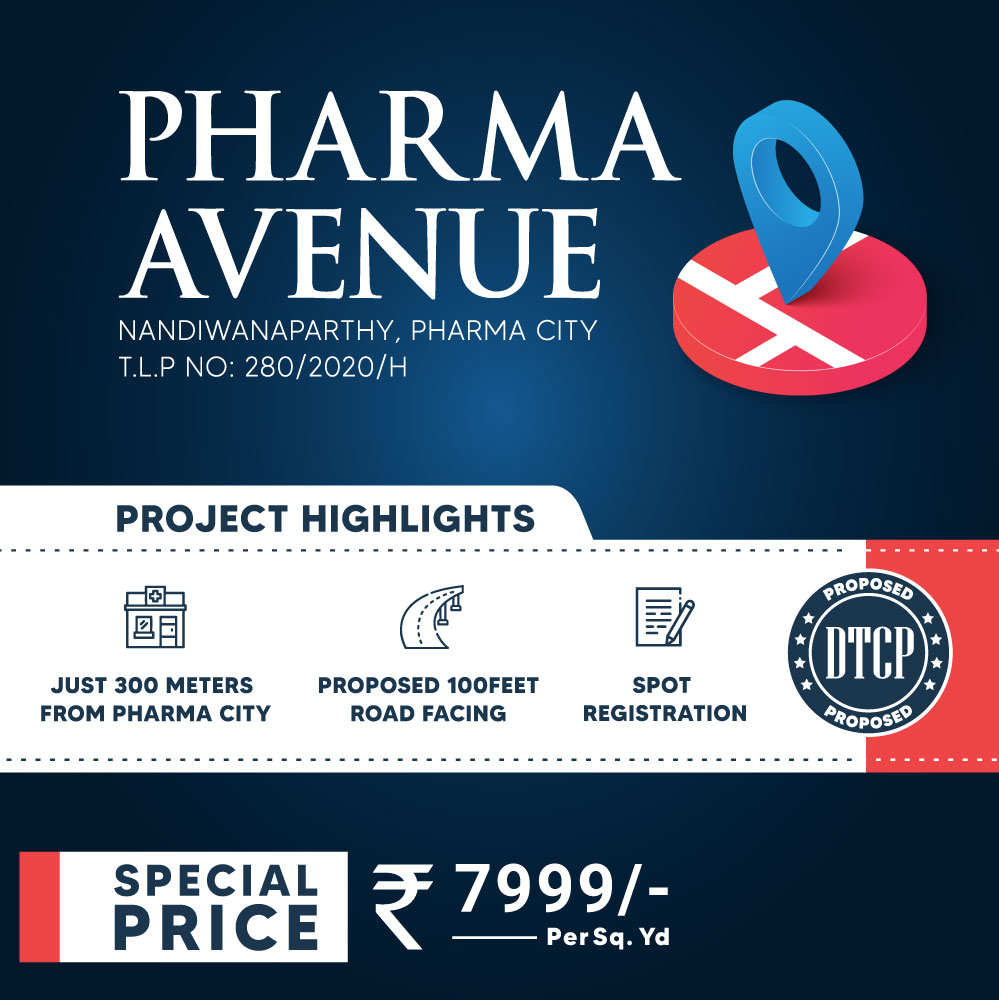 PHARMA
AVENUE
NANDIWANAPARTHY, PHARMA CITY
T.L.P NO: 280/2020/H
PROJECT HIGHLIGHTS
JUST 300 METERS
FROM PHARMA CITY
PROPOSED 100FEET
ROAD FACING
SPOT
REGISTRATION
PROPOSED
DTCP
PROPOSED
SPECIAL
PRICE
₹ 7999/-
Per Sq. Yd